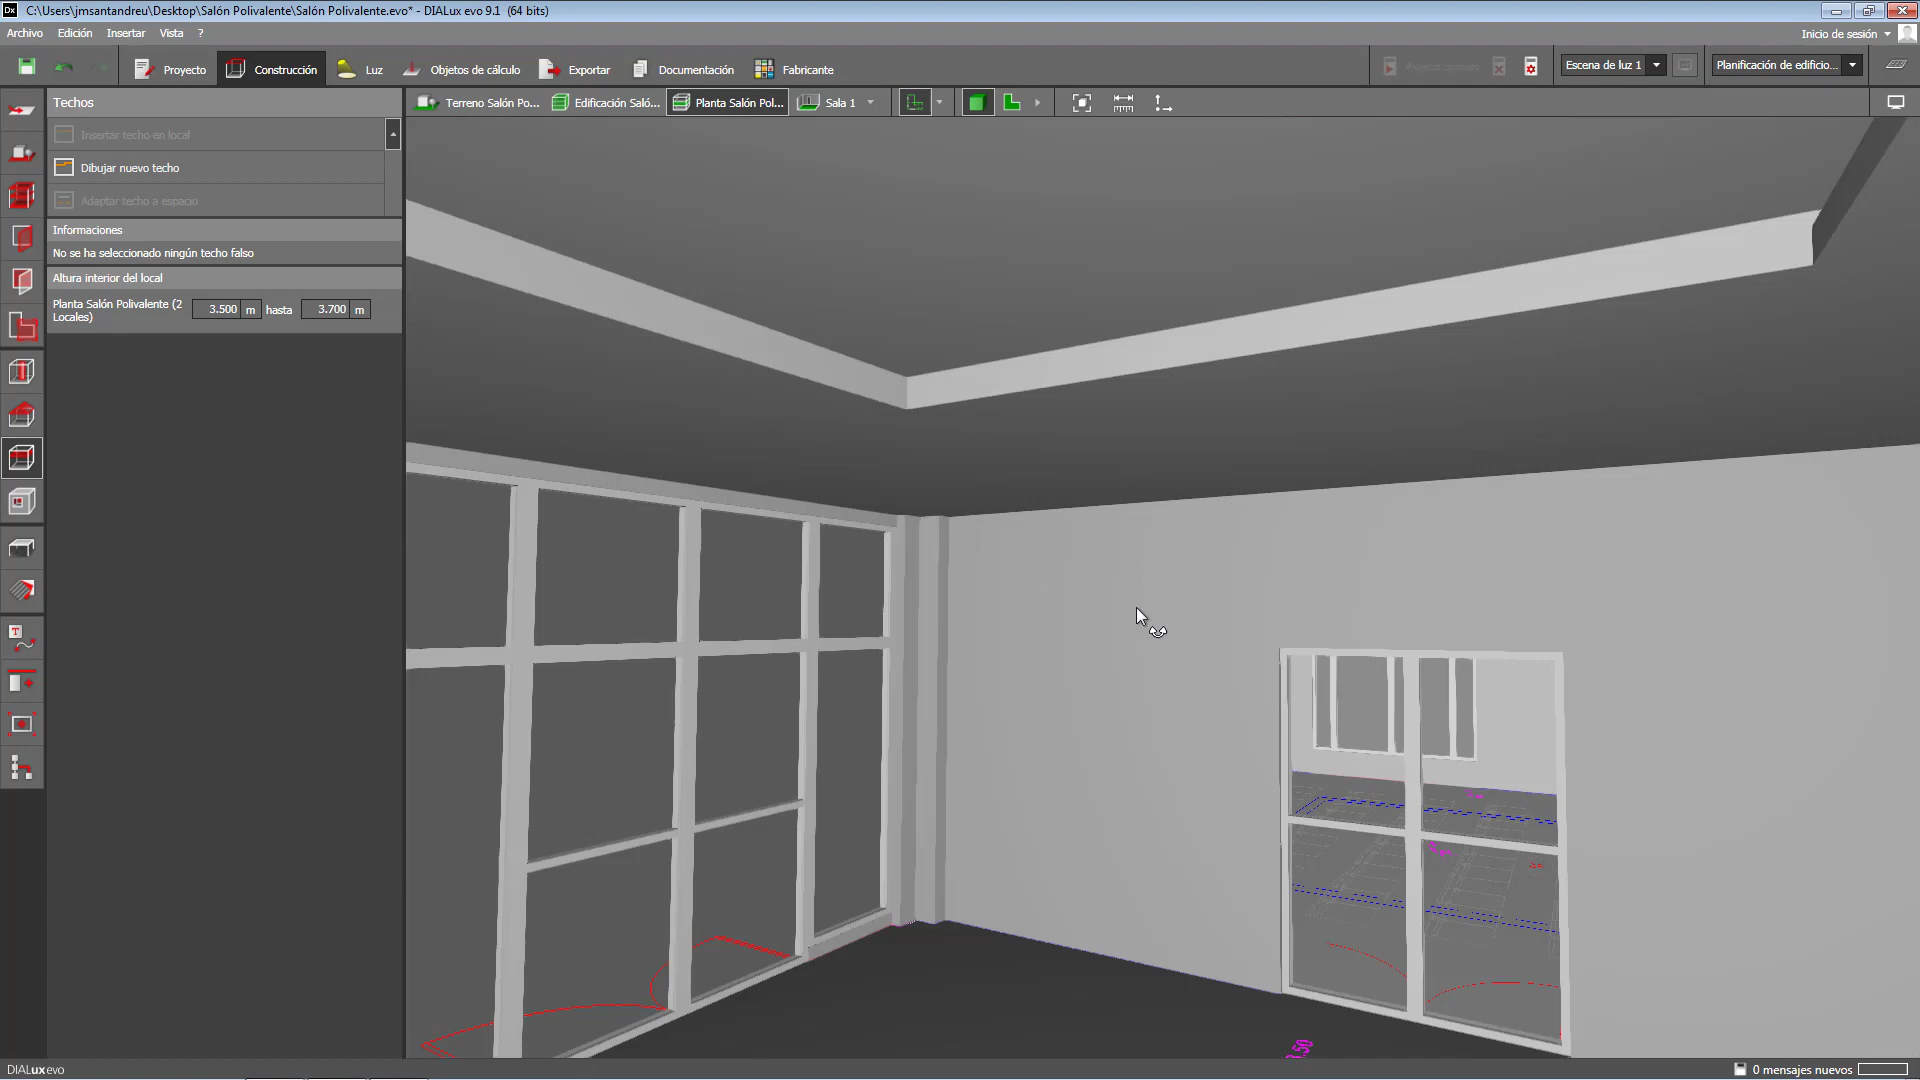 Dx C:\Users\jmsantandreu\Desktop\Salón Polivalente\Salón Polivalente.evo* - DIALux evo 9.1 (64 bits)
Archivo Edición Insertar Vista ? Inicio de sesión
Proyecto Construcción Luz Objetos de cálculo Exportar Documentación Fabricante Escena de luz 1 Planificación de edificio...
Techos Terreno Salón Po... Edificación Saló... Planta Salón Pol... Sala 1
Insertar techo en local
Dibujar nuevo techo
Adaptar techo a espacio
Informaciones
No se ha seleccionado ningún techo falso
Altura interior del local
Planta Salón Polivalente (2 Locales) 3.500 m hasta 3.700 m
DIALux evo 0 mensajes nuevos